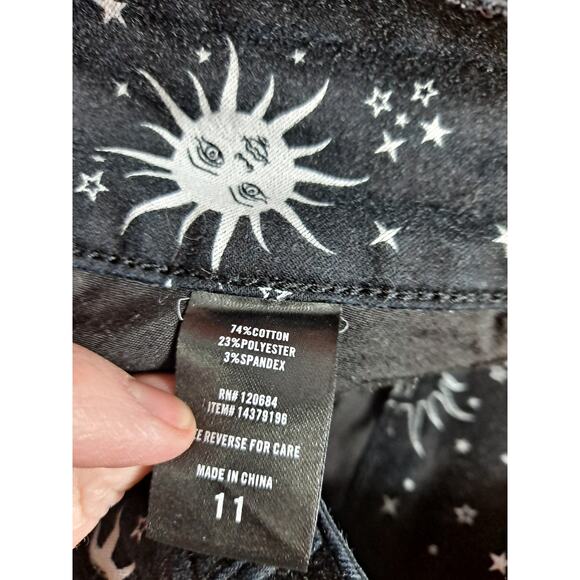 74%COTTON
23%POLYESTER
3%SPANDEX
RN# 120684
ITEM# 14379196
REVERSE FOR CARE
MADE IN CHINA
11